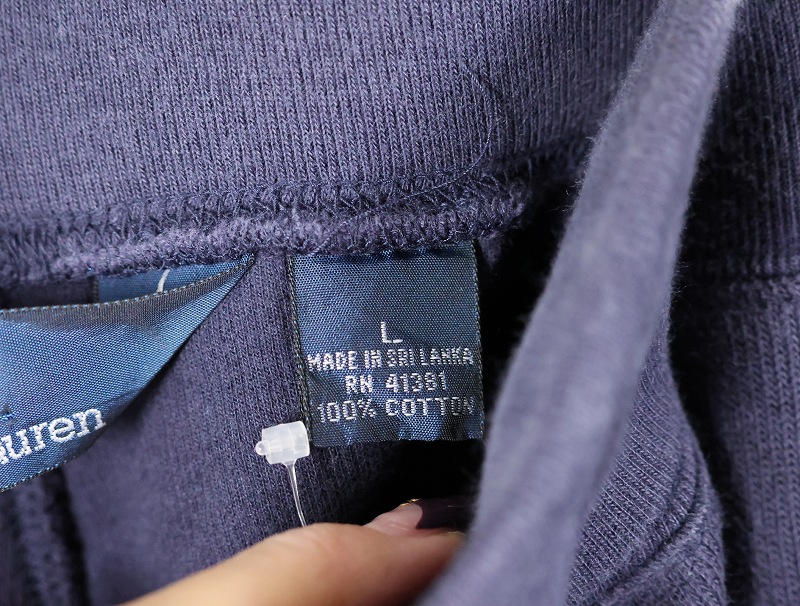 L
MADE IN SRI LANKA
RN 41381
100% COTTON
auren